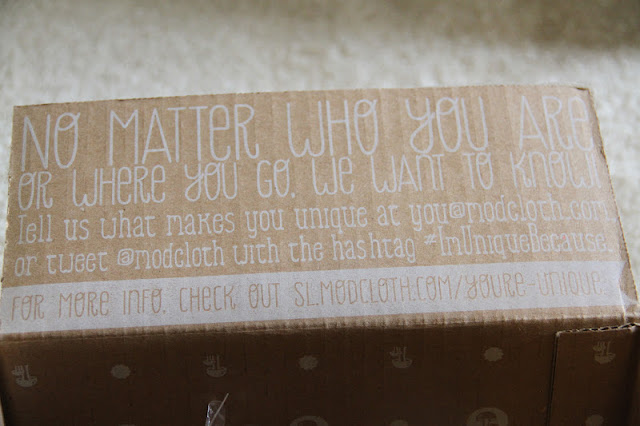 NO MATTER WHO YOU ARE
OR WHERE YOU GO, WE WANT TO KNOW!
Tell us what makes you unique at you@modcloth.com,
or tweet @modcloth with the hashtag #ImUniqueBecause.
FOR MORE INFO, CHECK OUT SL.MODCLOTH.COM/YOURE-UNIQUE.